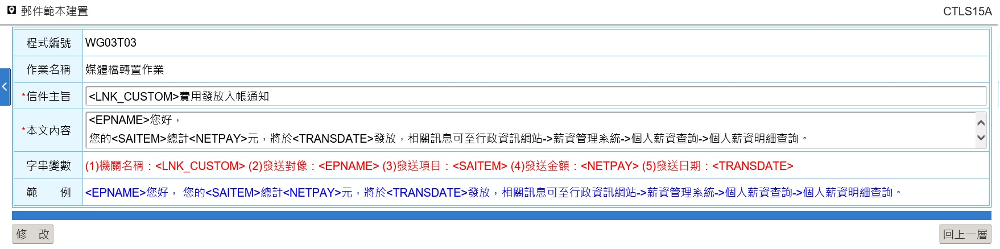 郵件範本建置 CTLS15A
程式編號 WG03T03
作業名稱 媒體檔轉置作業
*信件主旨 <LNK_CUSTOM>費用發放入帳通知
<EPNAME>您好，
*本文內容
您的<SAITEM>總計<NETPAY>元，將於<TRANSDATE>發放，相關訊息可至行政資訊網站->薪資管理系統->個人薪資查詢->個人薪資明細查詢。
字串變數 (1)機關名稱：<LNK_CUSTOM> (2)發送對像：<EPNAME> (3)發送項目：<SAITEM> (4)發送金額：<NETPAY> (5)發送日期：<TRANSDATE>
範　　例 <EPNAME>您好， 您的<SAITEM>總計<NETPAY>元，將於<TRANSDATE>發放，相關訊息可至行政資訊網站->薪資管理系統->個人薪資查詢->個人薪資明細查詢。
修　改 回上一層